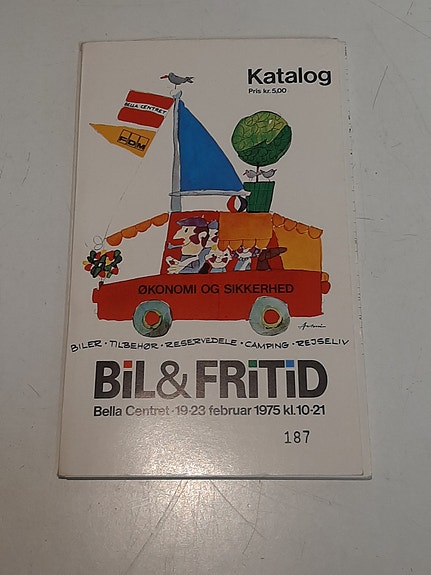 Katalog
Pris kr. 5,00
BELLA CENTRET
FDM
ØKONOMI OG SIKKERHED
Antoni
BILER · TILBEHØR · RESERVEDELE · CAMPING · REJSELIV
BiL&FRiTiD
Bella Centret · 19-23 februar 1975 kl.10-21
187